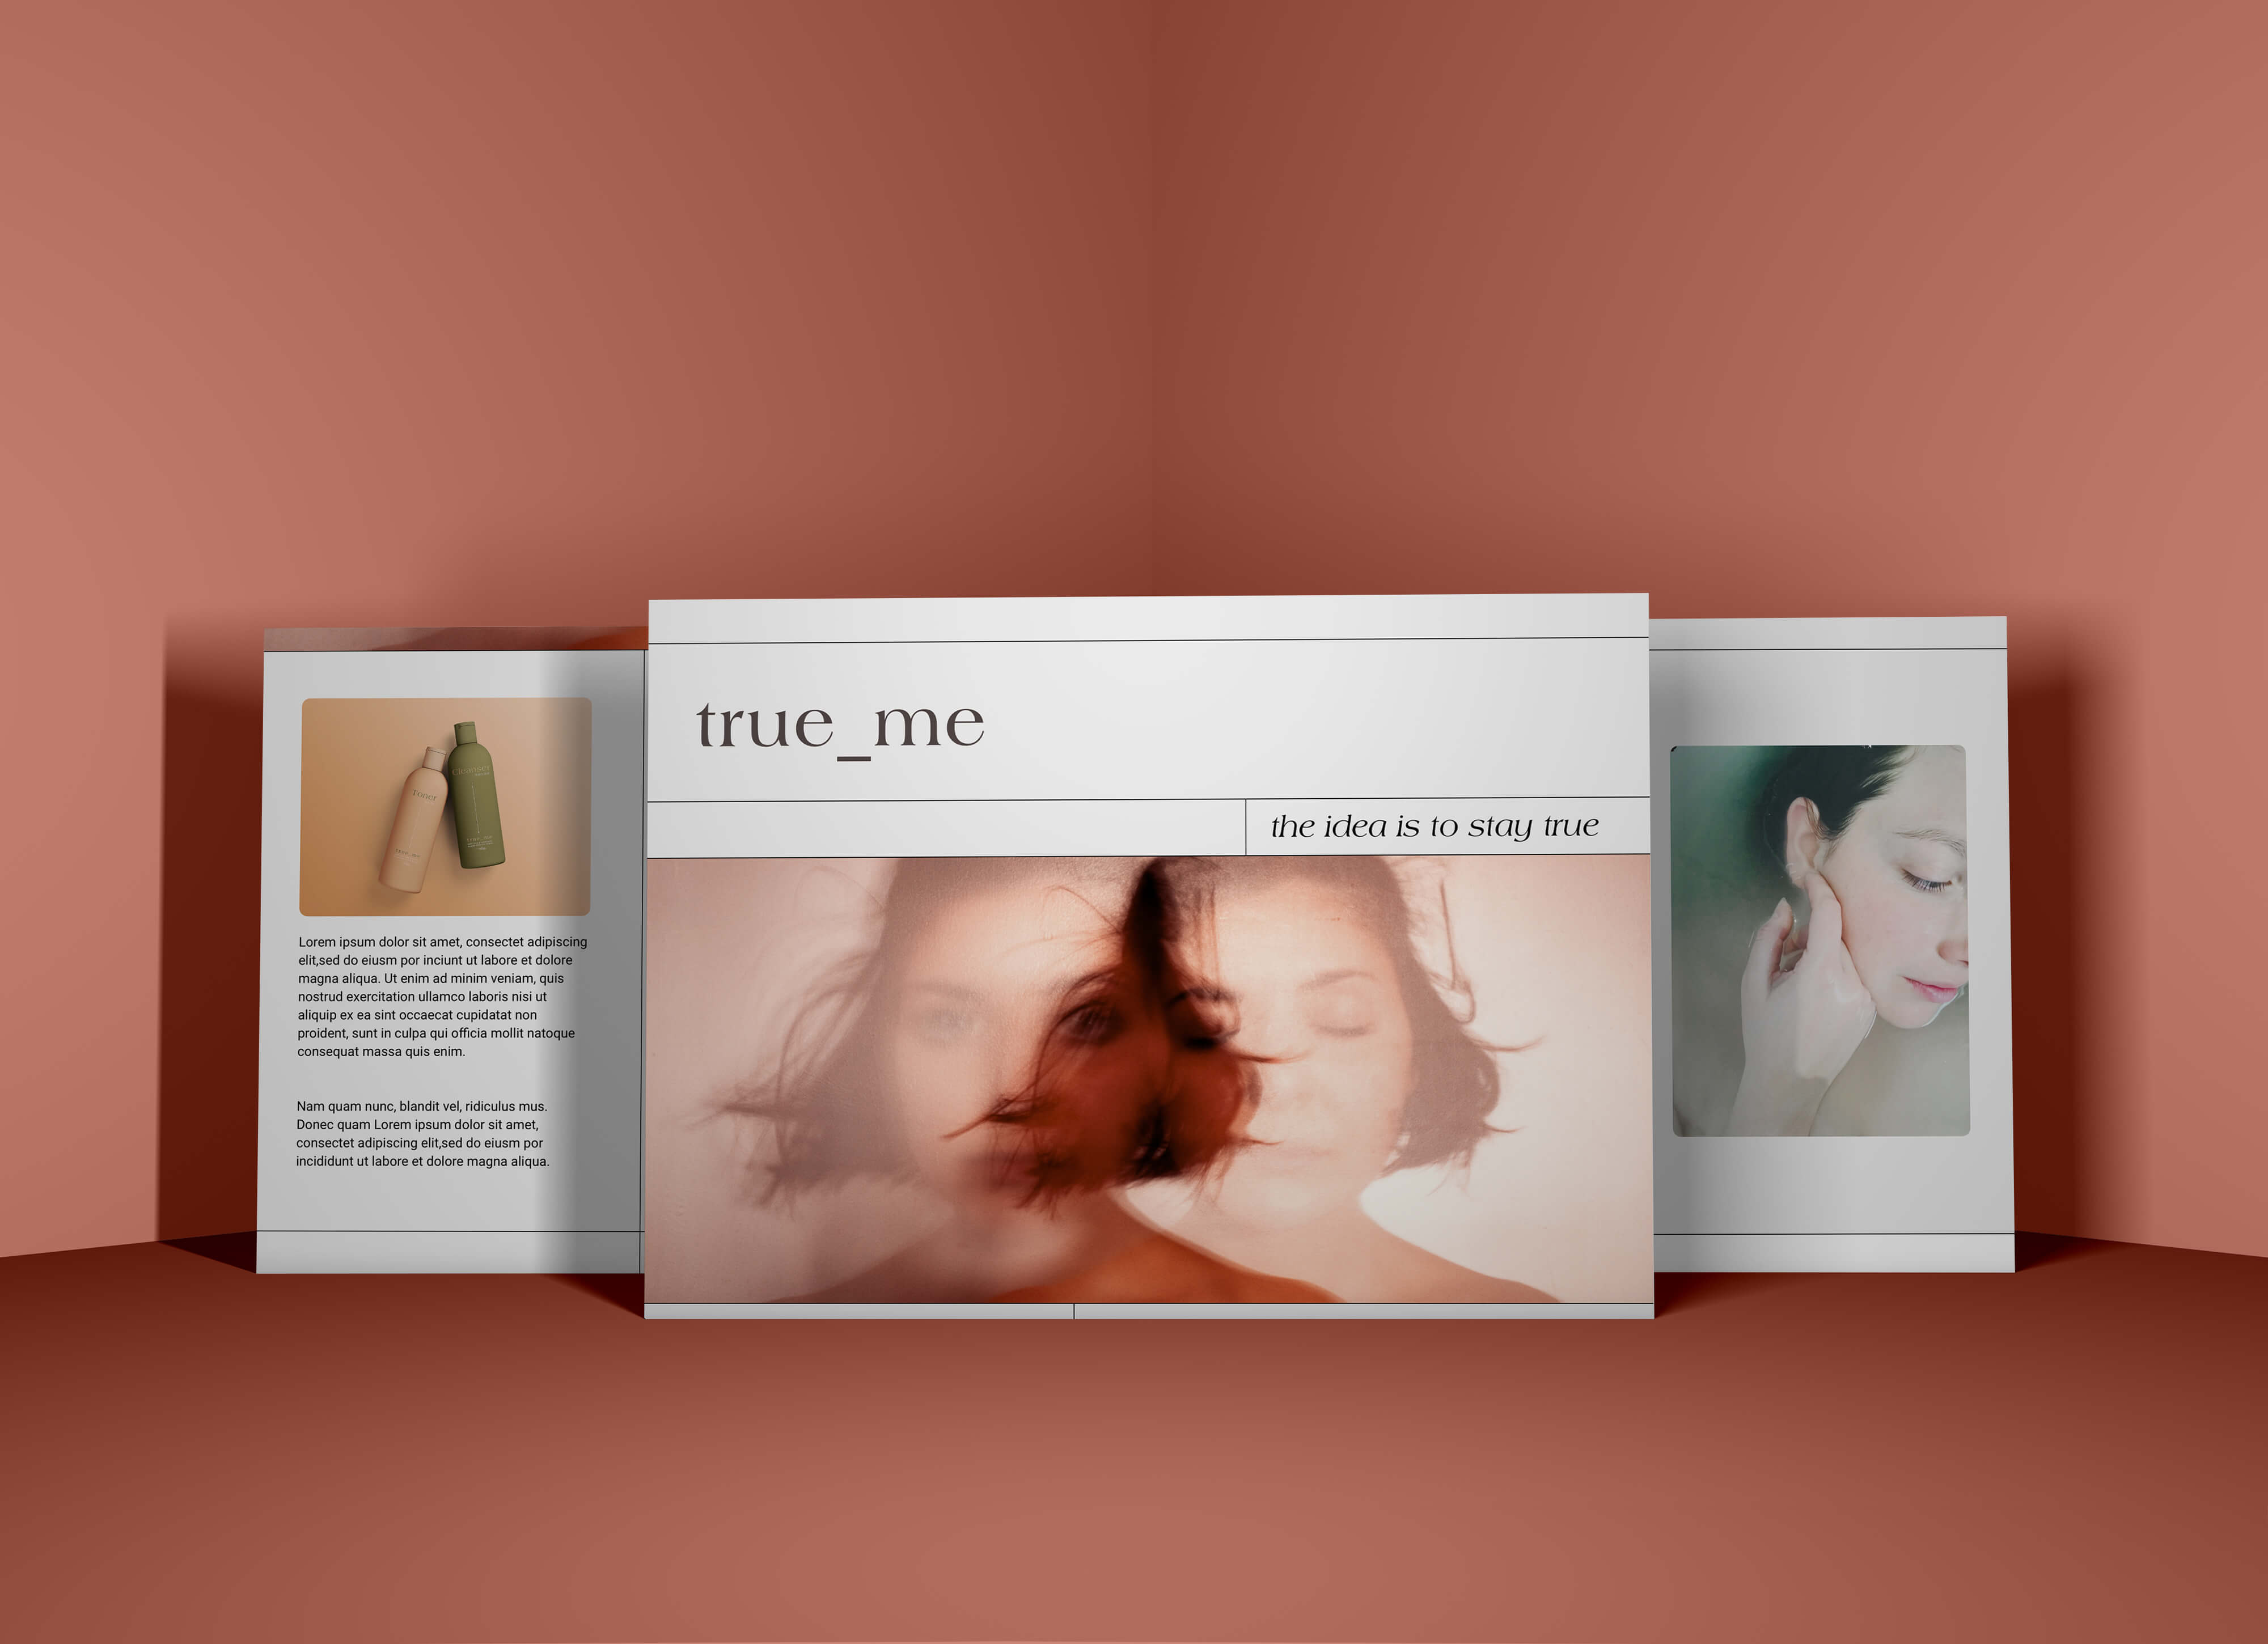 true_me
the idea is to stay true
Toner
Cleanser
Lorem ipsum dolor sit amet, consectet adipiscing
elit,sed do eiusm por inciunt ut labore et dolore
magna aliqua. Ut enim ad minim veniam, quis
nostrud exercitation ullamco laboris nisi ut
aliquip ex ea sint occaecat cupidatat non
proident, sunt in culpa qui officia mollit natoque
consequat massa quis enim.
Nam quam nunc, blandit vel, ridiculus mus.
Donec quam Lorem ipsum dolor sit amet,
consectet adipiscing elit,sed do eiusm por
incididunt ut labore et dolore magna aliqua.